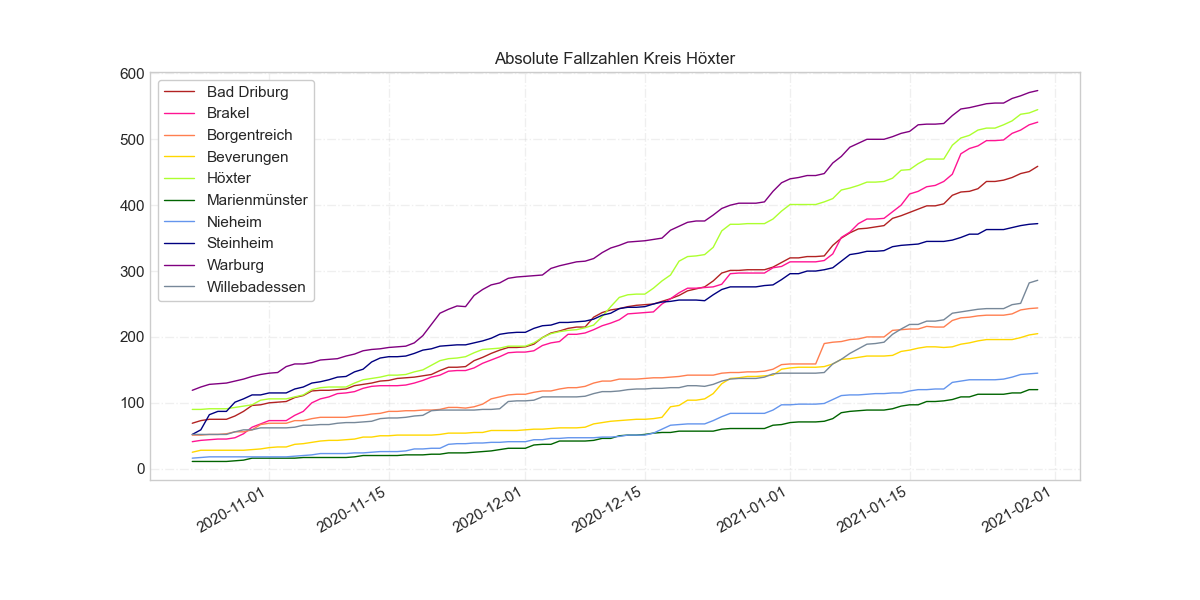 Absolute Fallzahlen Kreis Höxter
600
500
400
300
200
100
0
Bad Driburg
Brakel
Borgentreich
Beverungen
Höxter
Marienmünster
Nieheim
Steinheim
Warburg
Willebadessen
2020-11-01
2020-11-15
2020-12-01
2020-12-15
2021-01-01
2021-01-15
2021-02-01